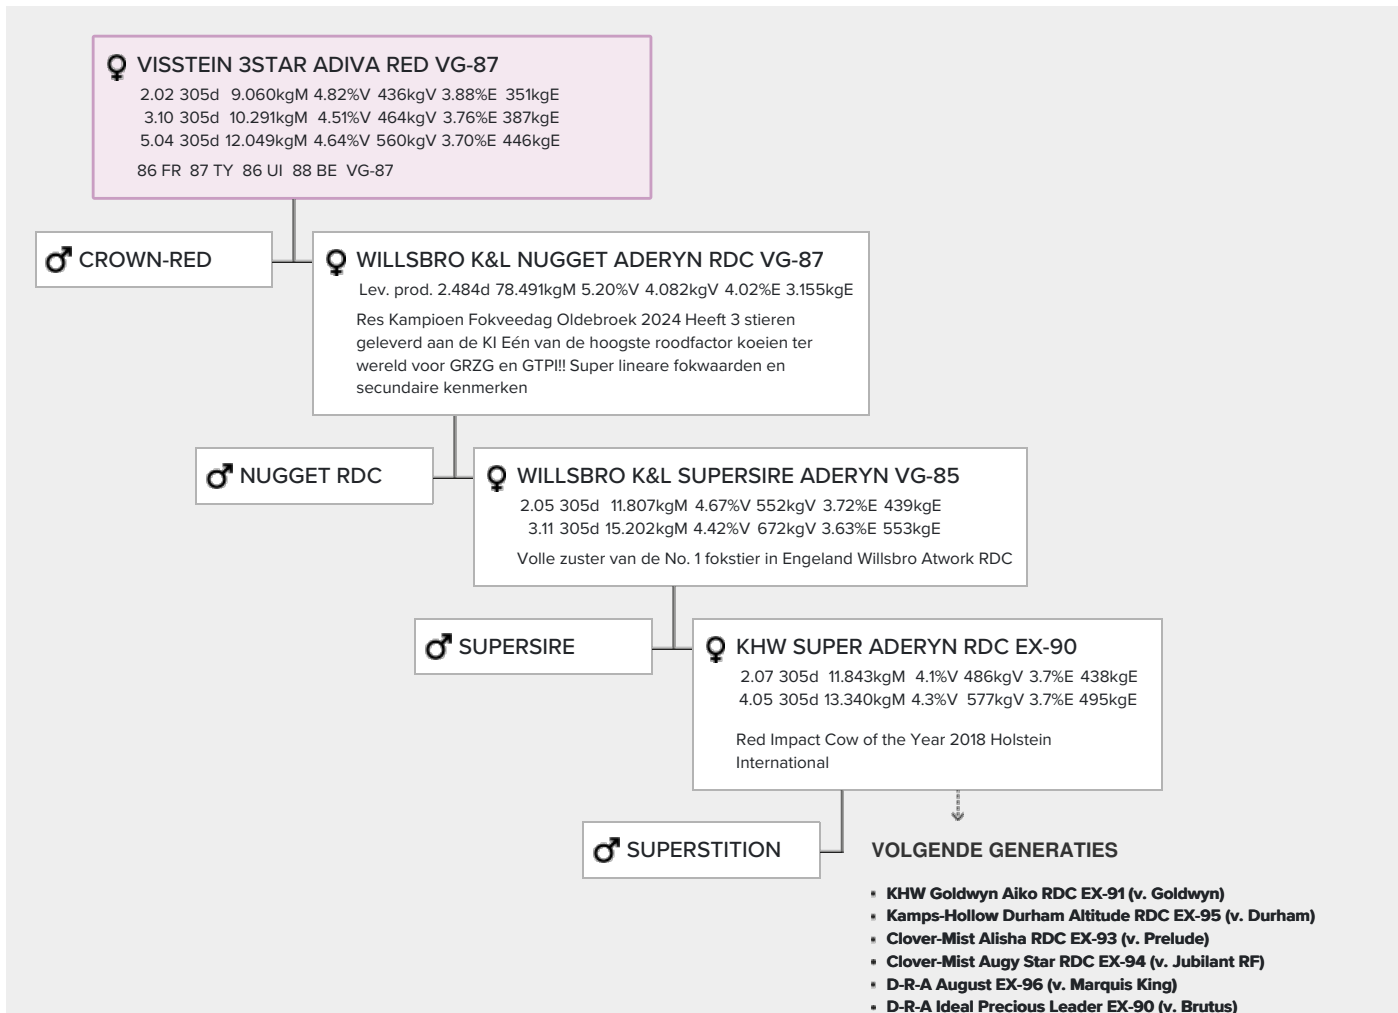 VISSTEIN 3STAR ADIVA RED VG-87
2.02 305d 9.060kgM 4.82%V 436kgV 3.88%E 351kgE
3.10 305d 10.291kgM 4.51%V 464kgV 3.76%E 387kgE
5.04 305d 12.049kgM 4.64%V 560kgV 3.70%E 446kgE
86 FR 87 TY 86 UI 88 BE VG-87
CROWN-RED
WILLSBRO K&L NUGGET ADERYN RDC VG-87
Lev. prod. 2.484d 78.491kgM 5.20%V 4.082kgV 4.02%E 3.155kgE
Res Kampioen Fokveedag Oldebroek 2024 Heeft 3 stieren
geleverd aan de KI Eén van de hoogste roodfactor koeien ter
wereld voor GRZG en GTPI!! Super lineare fokwaarden en
secundaire kenmerken
NUGGET RDC
WILLSBRO K&L SUPERSIRE ADERYN VG-85
2.05 305d 11.807kgM 4.67%V 552kgV 3.72%E 439kgE
3.11 305d 15.202kgM 4.42%V 672kgV 3.63%E 553kgE
Volle zuster van de No. 1 fokstier in Engeland Willsbro Atwork RDC
SUPERSIRE
KHW SUPER ADERYN RDC EX-90
2.07 305d 11.843kgM 4.1%V 486kgV 3.7%E 438kgE
4.05 305d 13.340kgM 4.3%V 577kgV 3.7%E 495kgE
Red Impact Cow of the Year 2018 Holstein
International
SUPERSTITION
VOLGENDE GENERATIES
KHW Goldwyn Aiko RDC EX-91 (v. Goldwyn)
Kamps-Hollow Durham Altitude RDC EX-95 (v. Durham)
Clover-Mist Alisha RDC EX-93 (v. Prelude)
Clover-Mist Augy Star RDC EX-94 (v. Jubilant RF)
D-R-A August EX-96 (v. Marquis King)
D-R-A Ideal Precious Leader EX-90 (v. Brutus)